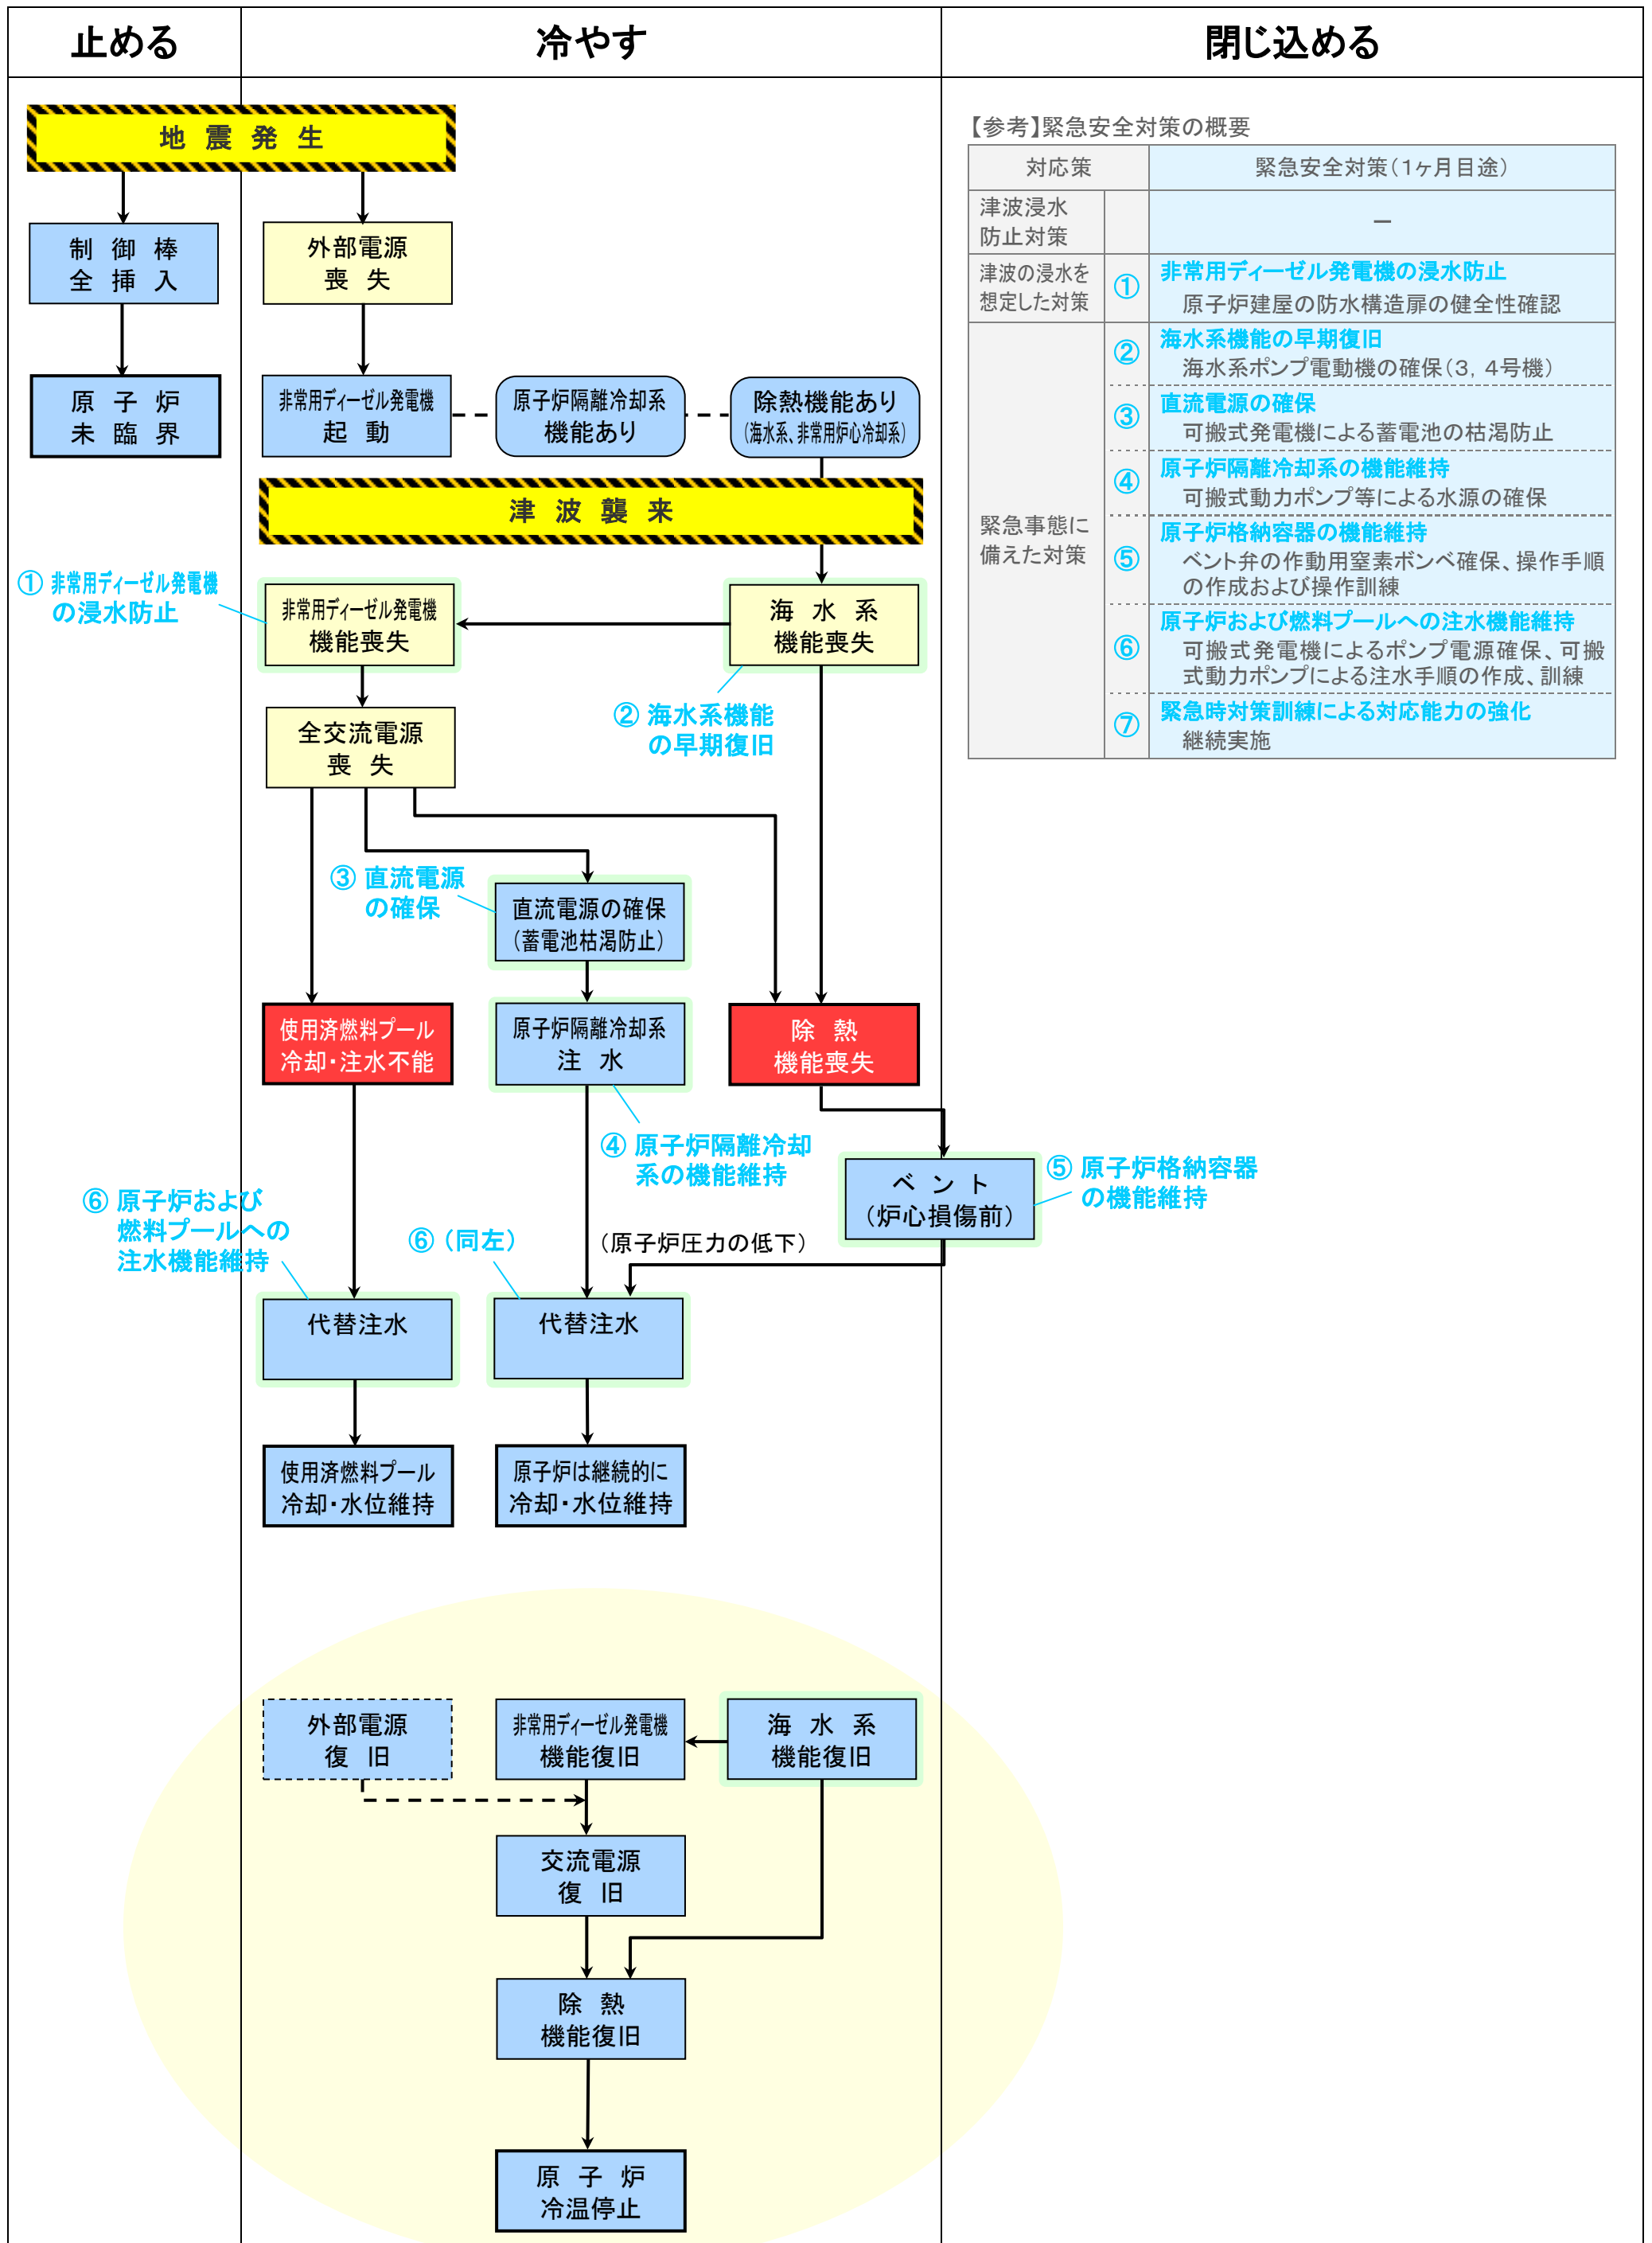 止める
冷やす
閉じ込める
地 震 発 生
制 御 棒
全 挿 入
原 子 炉
未 臨 界
外部電源
喪 失
非常用ディーゼル発電機
起 動
原子炉隔離冷却系
機能あり
除熱機能あり
(海水系、非常用炉心冷却系)
津 波 襲 来
① 非常用ディーゼル発電機
の浸水防止
非常用ディーゼル発電機
機能喪失
海 水 系
機能喪失
② 海水系機能
の早期復旧
全交流電源
喪 失
③ 直流電源
の確保
直流電源の確保
(蓄電池枯渇防止)
使用済燃料プール
冷却・注水不能
原子炉隔離冷却系
注 水
除 熱
機能喪失
④ 原子炉隔離冷却
系の機能維持
ベ ン ト
(炉心損傷前)
⑤ 原子炉格納容器
の機能維持
⑥ 原子炉および
燃料プールへの
注水機能維持
⑥ (同左)
(原子炉圧力の低下)
代替注水
代替注水
使用済燃料プール
冷却・水位維持
原子炉は継続的に
冷却・水位維持
外部電源
復 旧
非常用ディーゼル発電機
機能復旧
海 水 系
機能復旧
交流電源
復 旧
除 熱
機能復旧
原 子 炉
冷温停止
【参考】緊急安全対策の概要
対応策
緊急安全対策(1ヶ月目途)
津波浸水
防止対策
ー
津波の浸水を
想定した対策
① 非常用ディーゼル発電機の浸水防止
原子炉建屋の防水構造扉の健全性確認
緊急事態に
備えた対策
② 海水系機能の早期復旧
海水系ポンプ電動機の確保(3, 4号機)
③ 直流電源の確保
可搬式発電機による蓄電池の枯渇防止
④ 原子炉隔離冷却系の機能維持
可搬式動力ポンプ等による水源の確保
⑤ 原子炉格納容器の機能維持
ベント弁の作動用窒素ボンベ確保、操作手順
の作成および操作訓練
⑥ 原子炉および燃料プールへの注水機能維持
可搬式発電機によるポンプ電源確保、可搬
式動力ポンプによる注水手順の作成、訓練
⑦ 緊急時対策訓練による対応能力の強化
継続実施